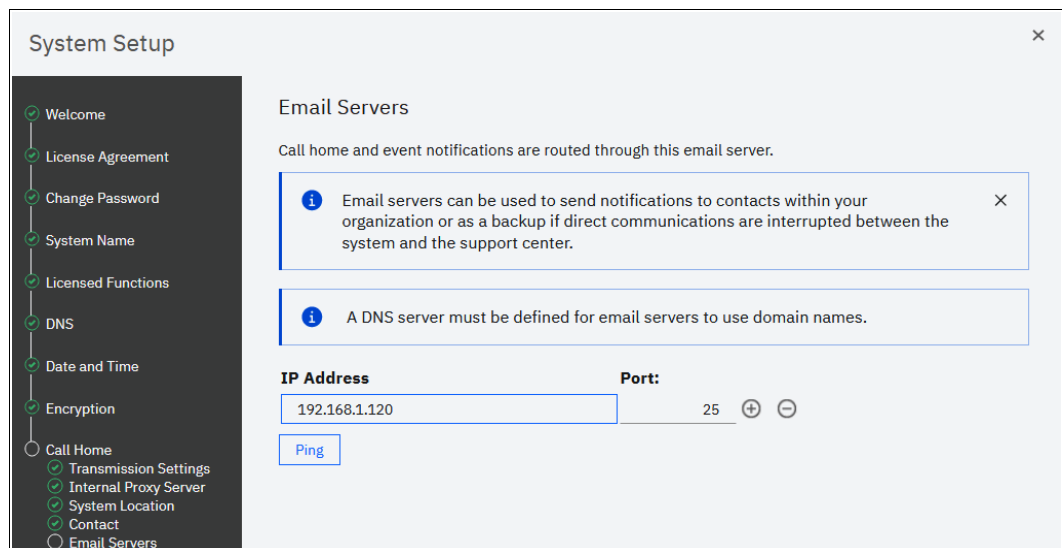 System Setup
Welcome
License Agreement
Change Password
System Name
Licensed Functions
DNS
Date and Time
Encryption
Call Home
Transmission Settings
Internal Proxy Server
System Location
Contact
Email Servers
Email Servers
Call home and event notifications are routed through this email server.
Email servers can be used to send notifications to contacts within your
organization or as a backup if direct communications are interrupted between the
system and the support center.
A DNS server must be defined for email servers to use domain names.
IP Address Port:
192.168.1.120 25
Ping